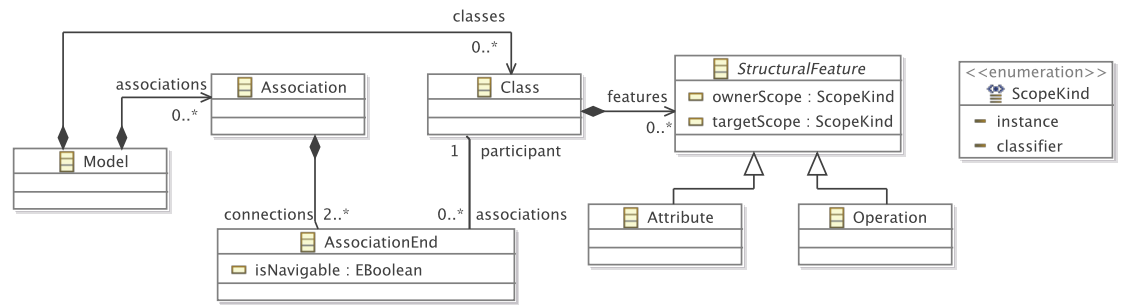 classes
0..*
associations
0..*
Association
Class
features
0..*
StructuralFeature
ownerScope : ScopeKind
targetScope : ScopeKind
<<enumeration>>
ScopeKind
instance
classifier
Model
1
participant
connections
2..*
0..*
associations
Attribute
Operation
AssociationEnd
isNavigable : EBoolean